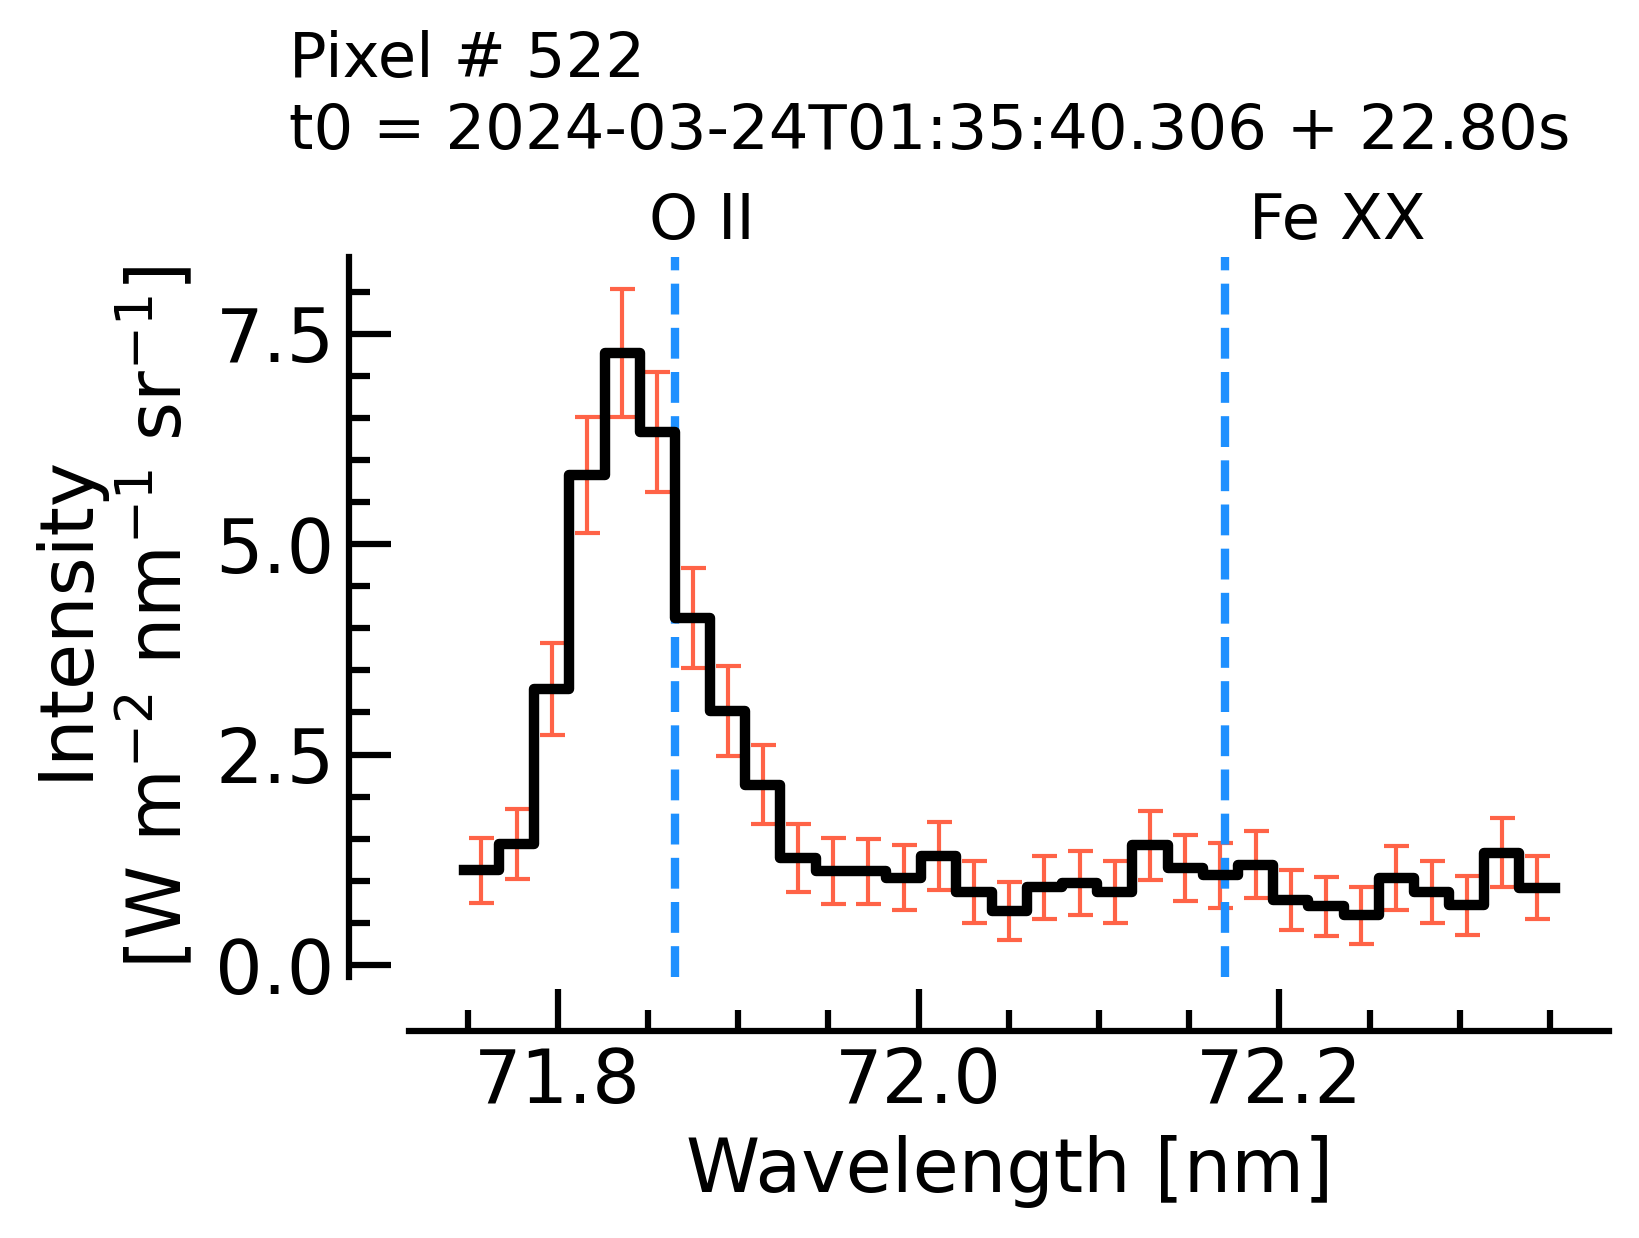 Pixel # 522
t0 = 2024-03-24T01:35:40.306 + 22.80s
O II
Fe XX
Intensity
[W m⁻² nm⁻¹ sr⁻¹]
7.5
5.0
2.5
0.0
71.8
72.0
72.2
Wavelength [nm]